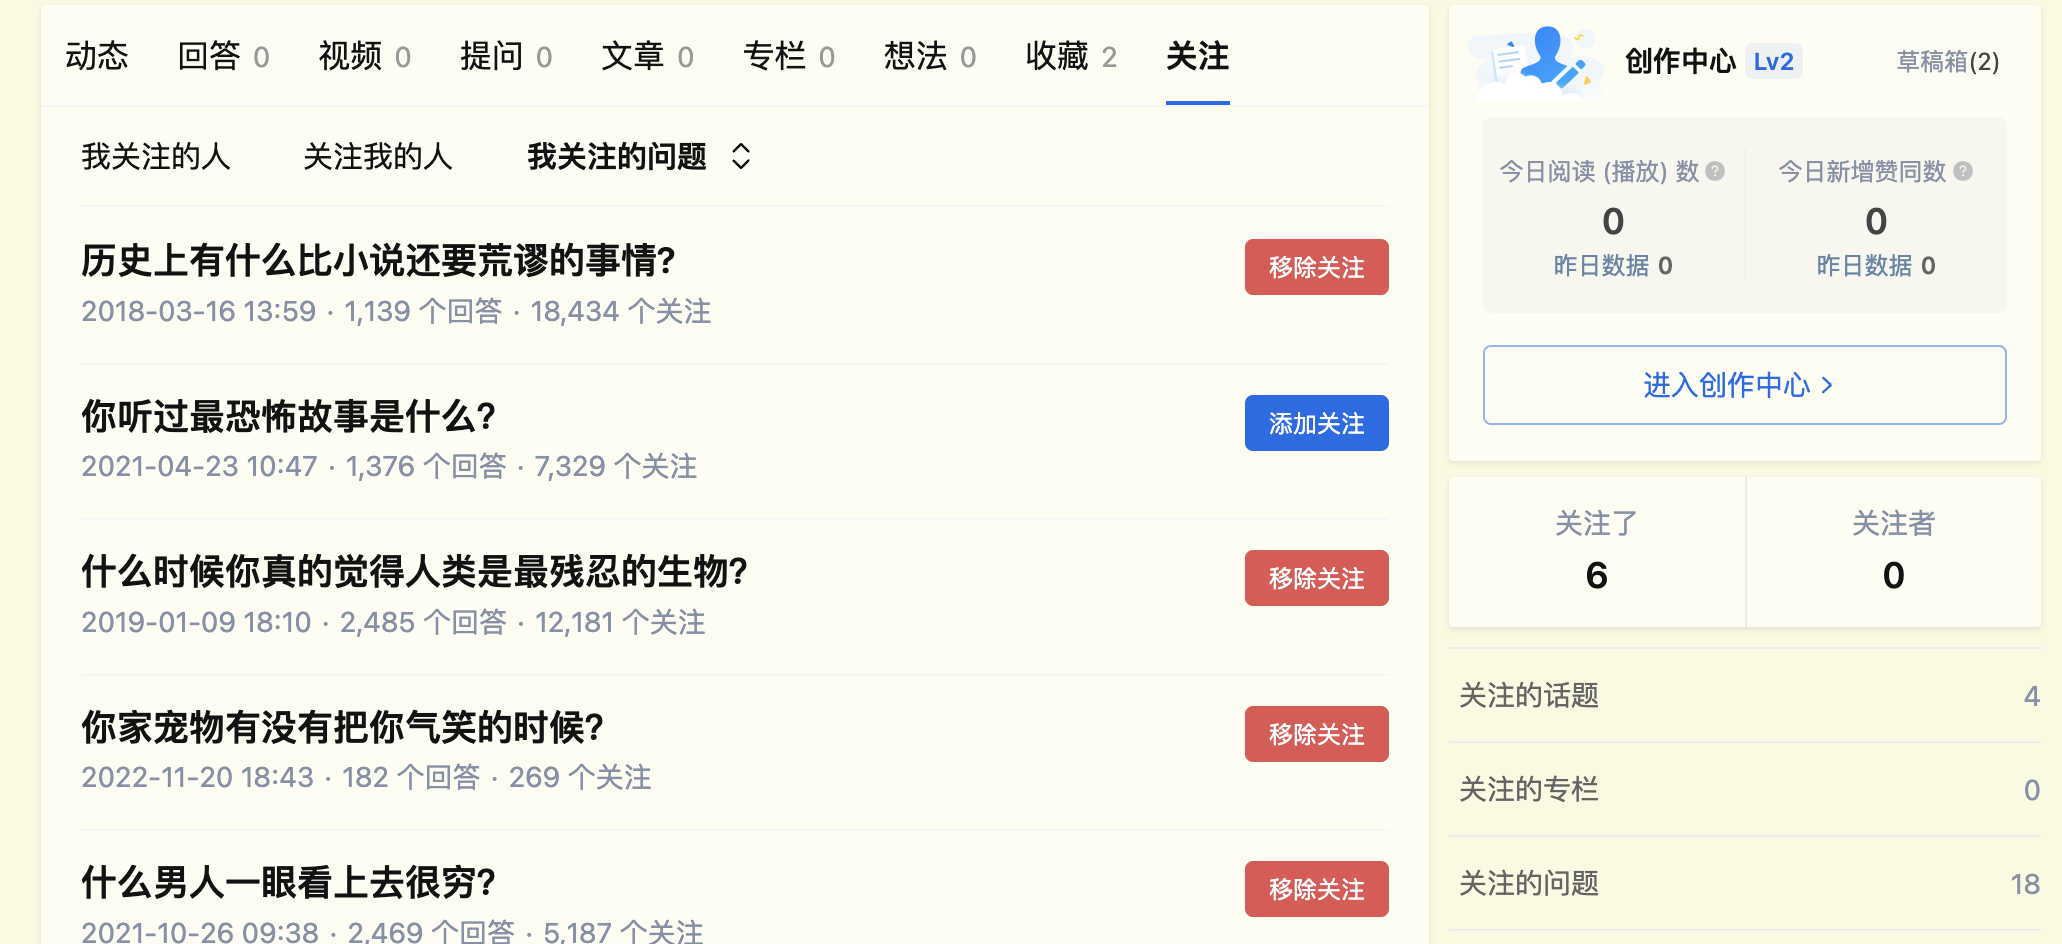 动态 回答 0 视频 0 提问 0 文章 0 专栏 0 想法 0 收藏 2 关注
我关注的人 关注我的人 我关注的问题
历史上有什么比小说还要荒谬的事情?
移除关注
2018-03-16 13:59 · 1,139 个回答 · 18,434 个关注
你听过最恐怖故事是什么?
添加关注
2021-04-23 10:47 · 1,376 个回答 · 7,329 个关注
什么时候你真的觉得人类是最残忍的生物?
移除关注
2019-01-09 18:10 · 2,485 个回答 · 12,181 个关注
你家宠物有没有把你气笑的时候?
移除关注
2022-11-20 18:43 · 182 个回答 · 269 个关注
什么男人一眼看上去很穷?
移除关注
2021-10-26 09:38 · 2,469 个回答 · 5,187 个关注
创作中心 Lv2 草稿箱(2)
今日阅读 (播放) 数 ? 今日新增赞同数 ?
0 0
昨日数据 0 昨日数据 0
进入创作中心 >
关注了 关注者
6 0
关注的话题 4
关注的专栏 0
关注的问题 18